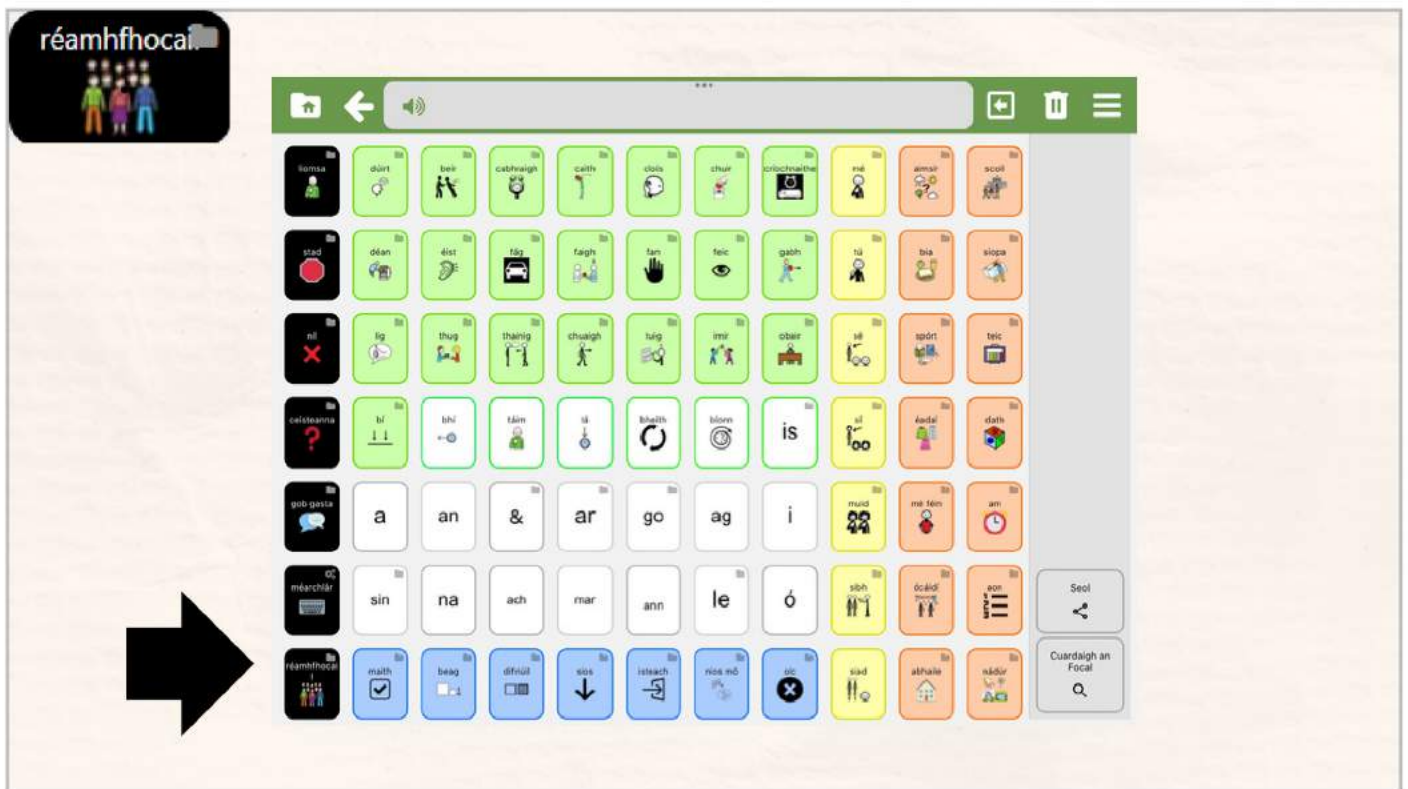 réamhfhocail
liomsa
dúirt
beir
cabhraigh
caith
clois
chuir
críochnaithe
mé
aimsir
scoil
stad
déan
éist
fág
faigh
fan
feic
gabh
tú
bia
siopa
níl
lig
thug
tháinig
chuaigh
tuig
imir
obair
sé
spórt
teic
ceisteanna
bí
bhí
táim
tá
bheith
bíonn
is
sí
éadaí
dath
gob gasta
a
an
&
ar
go
ag
i
muid
mé féin
am
méarchlár
sin
na
ach
mar
ann
le
ó
sibh
ócáidí
Seol
réamhfhocai
l
maith
beag
difriúil
síos
isteach
níos mó
olc
siad
abhaile
nádúr
Cuardaigh an
Focal